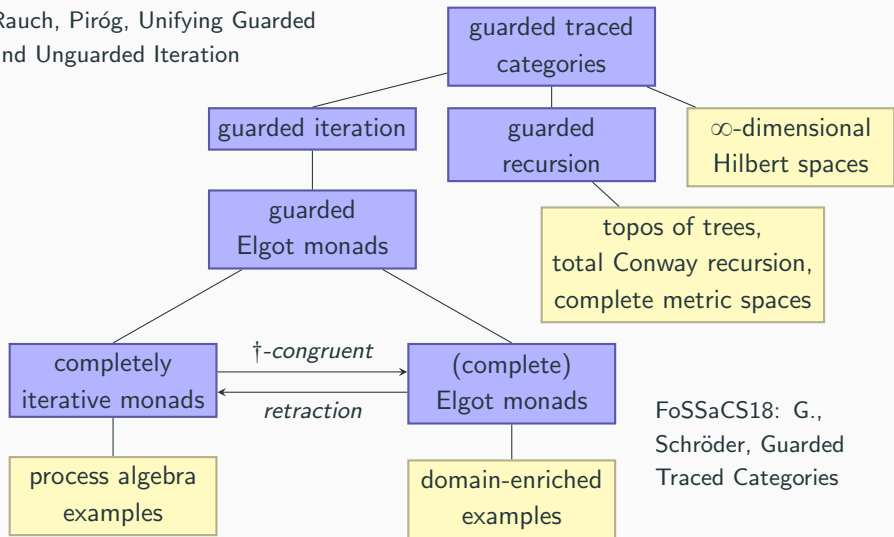 Rauch, Piróg, Unifying Guarded
nd Unguarded Iteration
guarded traced
categories
guarded iteration
guarded
recursion
∞-dimensional
Hilbert spaces
guarded
Elgot monads
topos of trees,
total Conway recursion,
complete metric spaces
completely
iterative monads
†-congruent
retraction
(complete)
Elgot monads
FoSSaCS18: G.,
Schröder, Guarded
Traced Categories
process algebra
examples
domain-enriched
examples